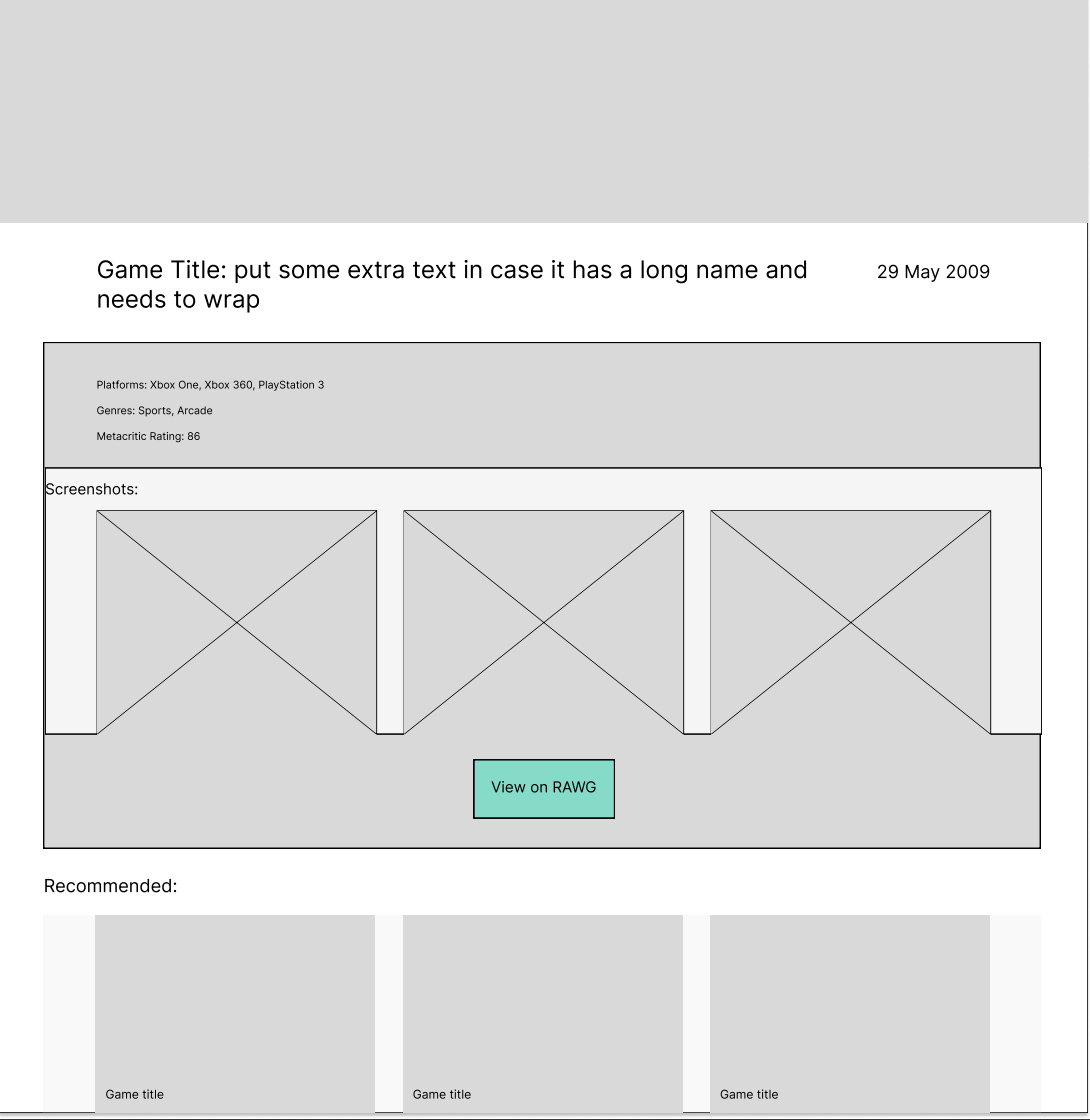 Game Title: put some extra text in case it has a long name and
needs to wrap
29 May 2009
Platforms: Xbox One, Xbox 360, PlayStation 3
Genres: Sports, Arcade
Metacritic Rating: 86
Screenshots:
View on RAWG
Recommended:
Game title
Game title
Game title